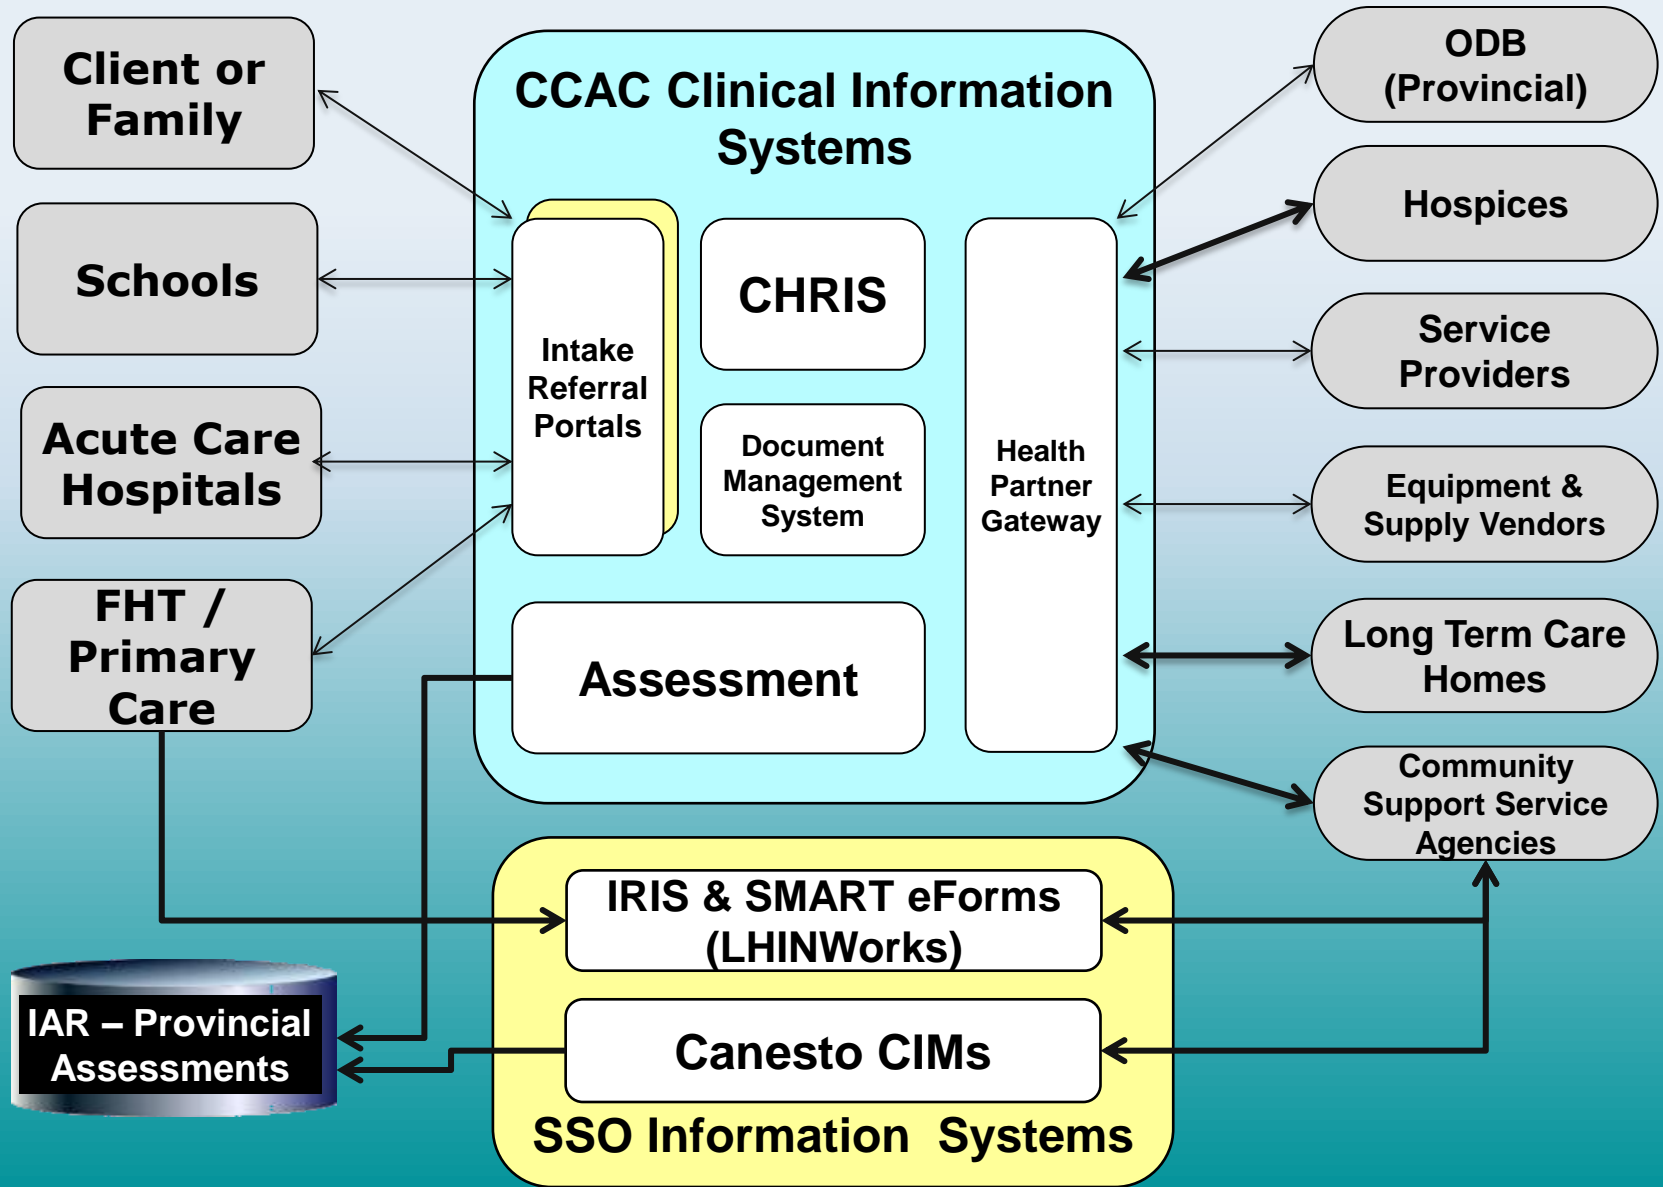 Client or
Family
Schools
Acute Care
Hospitals
FHT /
Primary
Care
IAR – Provincial
Assessments
CCAC Clinical Information
Systems
Intake
Referral
Portals
CHRIS
Document
Management
System
Assessment
Health
Partner
Gateway
IRIS & SMART eForms
(LHINWorks)
Canesto CIMs
SSO Information Systems
ODB
(Provincial)
Hospices
Service
Providers
Equipment &
Supply Vendors
Long Term Care
Homes
Community
Support Service
Agencies